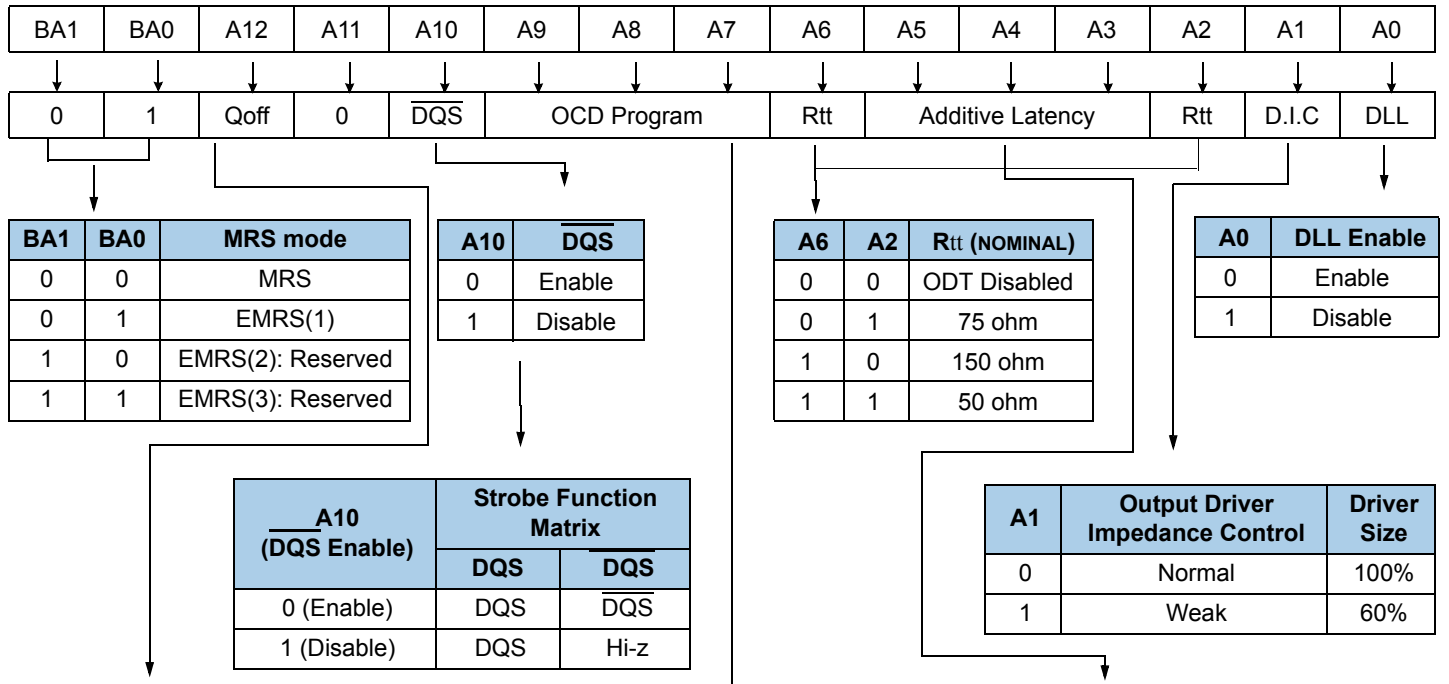 BA1 BA0 A12 A11 A10 A9 A8 A7 A6 A5 A4 A3 A2 A1 A0
0 1 Qoff 0 D̅Q̅S̅ OCD Program Rtt Additive Latency Rtt D.I.C DLL
BA1 BA0 MRS mode
0 0 MRS
0 1 EMRS(1)
1 0 EMRS(2): Reserved
1 1 EMRS(3): Reserved
A10 D̅Q̅S̅
0 Enable
1 Disable
A6 A2 Rtt (NOMINAL)
0 0 ODT Disabled
0 1 75 ohm
1 0 150 ohm
1 1 50 ohm
A0 DLL Enable
0 Enable
1 Disable
A10
(D̅Q̅S̅ Enable)
Strobe Function
Matrix
DQS D̅Q̅S̅
0 (Enable) DQS D̅Q̅S̅
1 (Disable) DQS Hi-z
A1
Output Driver
Impedance Control
Driver
Size
0 Normal 100%
1 Weak 60%